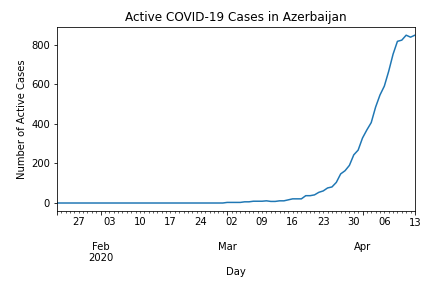 Active COVID-19 Cases in Azerbaijan
Number of Active Cases
800
600
400
200
0
27 03 10 17 24 02 09 16 23 30 06 13
Feb Mar Apr
2020
Day